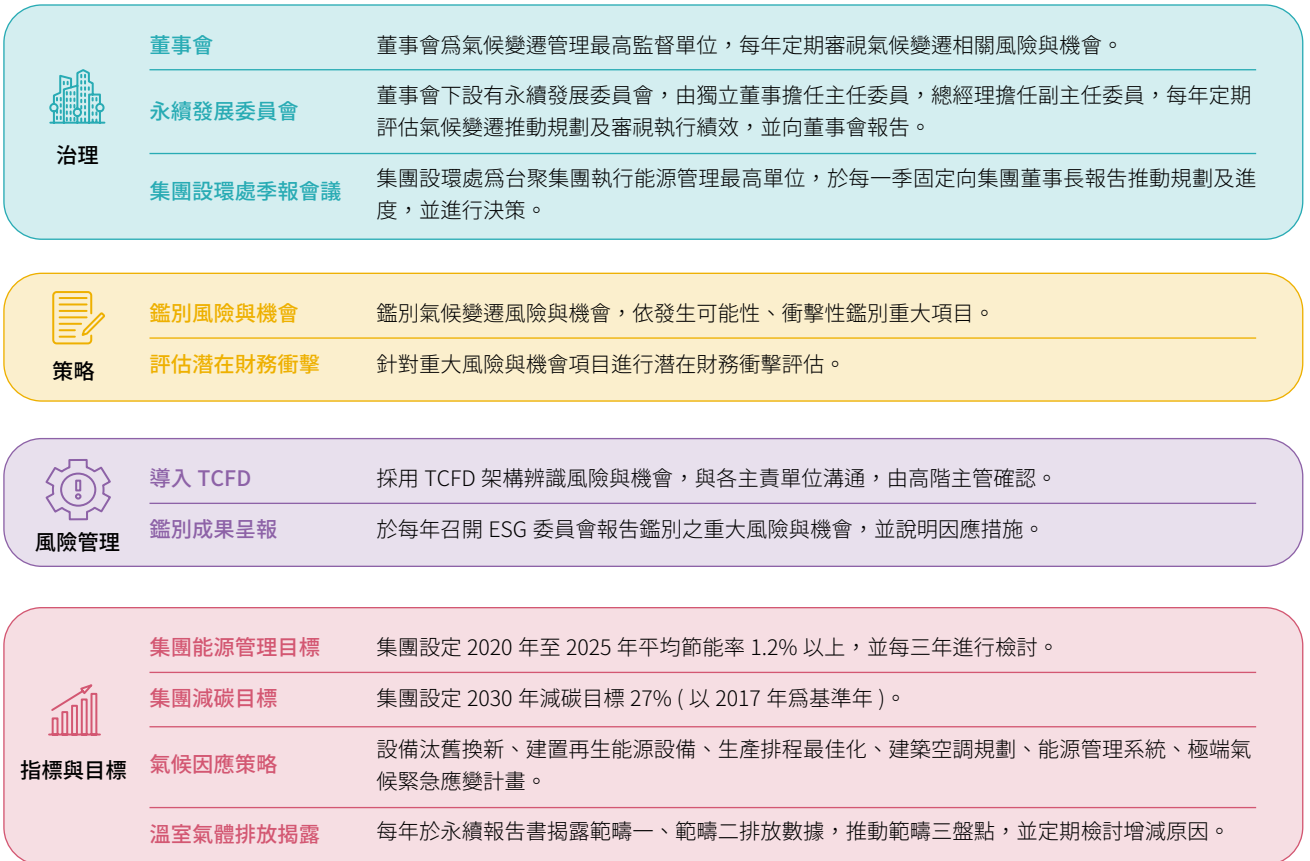 治理
董事會
董事會爲氣候變遷管理最高監督單位，每年定期審視氣候變遷相關風險與機會。
永續發展委員會
董事會下設有永續發展委員會，由獨立董事擔任主任委員，總經理擔任副主任委員，每年定期
評估氣候變遷推動規劃及審視執行績效，並向董事會報告。
集團設環處季報會議
集團設環處爲台聚集團執行能源管理最高單位，於每一季固定向集團董事長報告推動規劃及進
度，並進行決策。
策略
鑑別風險與機會
鑑別氣候變遷風險與機會，依發生可能性、衝擊性鑑別重大項目。
評估潛在財務衝擊
針對重大風險與機會項目進行潛在財務衝擊評估。
風險管理
導入 TCFD
採用 TCFD 架構辨識風險與機會，與各主責單位溝通，由高階主管確認。
鑑別成果呈報
於每年召開 ESG 委員會報告鑑別之重大風險與機會，並說明因應措施。
指標與目標
集團能源管理目標
集團設定 2020 年至 2025 年平均節能率 1.2% 以上，並每三年進行檢討。
集團減碳目標
集團設定 2030 年減碳目標 27% ( 以 2017 年爲基準年 )。
氣候因應策略
設備汰舊換新、建置再生能源設備、生產排程最佳化、建築空調規劃、能源管理系統、極端氣
候緊急應變計畫。
溫室氣體排放揭露
每年於永續報告書揭露範疇一、範疇二排放數據，推動範疇三盤點，並定期檢討增減原因。